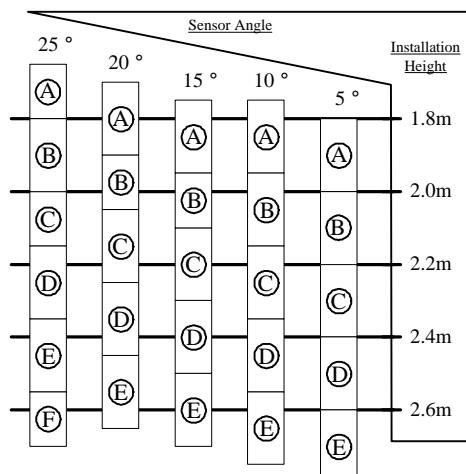 Sensor Angle
Installation
Height
25 °
20 °
15 °
10 °
5 °
1.8m
2.0m
2.2m
2.4m
2.6m
A
B
C
D
E
F
A
B
C
D
E
A
B
C
D
E
A
B
C
D
E
A
B
C
D
E